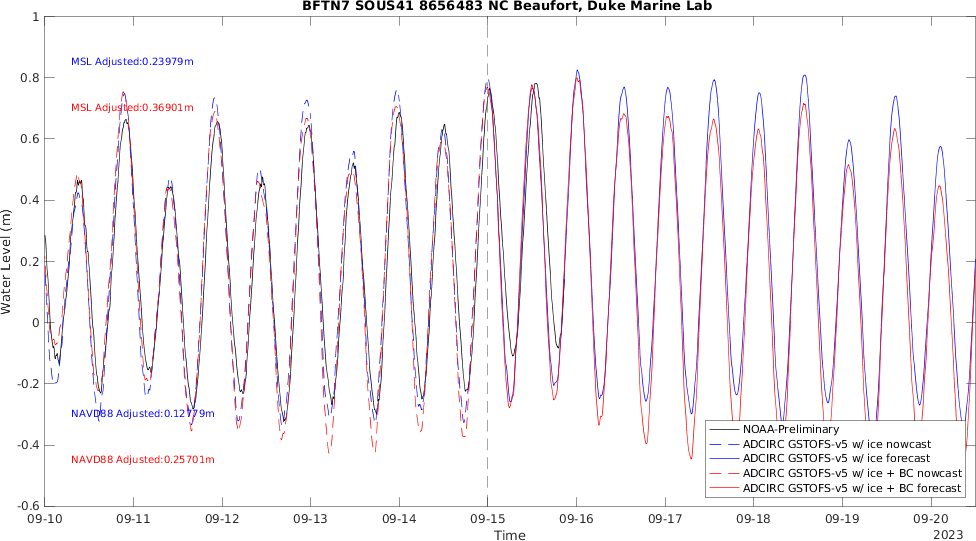 BFTN7 SOUS41 8656483 NC Beaufort, Duke Marine Lab
1
0.8
0.6
0.4
0.2
0
-0.2
-0.4
-0.6
Water Level (m)
MSL Adjusted:0.23979m
MSL Adjusted:0.36901m
NAVD88 Adjusted:0.12779m
NAVD88 Adjusted:0.25701m
NOAA-Preliminary
ADCIRC GSTOFS-v5 w/ ice nowcast
ADCIRC GSTOFS-v5 w/ ice forecast
ADCIRC GSTOFS-v5 w/ ice + BC nowcast
ADCIRC GSTOFS-v5 w/ ice + BC forecast
09-10 09-11 09-12 09-13 09-14 09-15 09-16 09-17 09-18 09-19 09-20
Time
2023